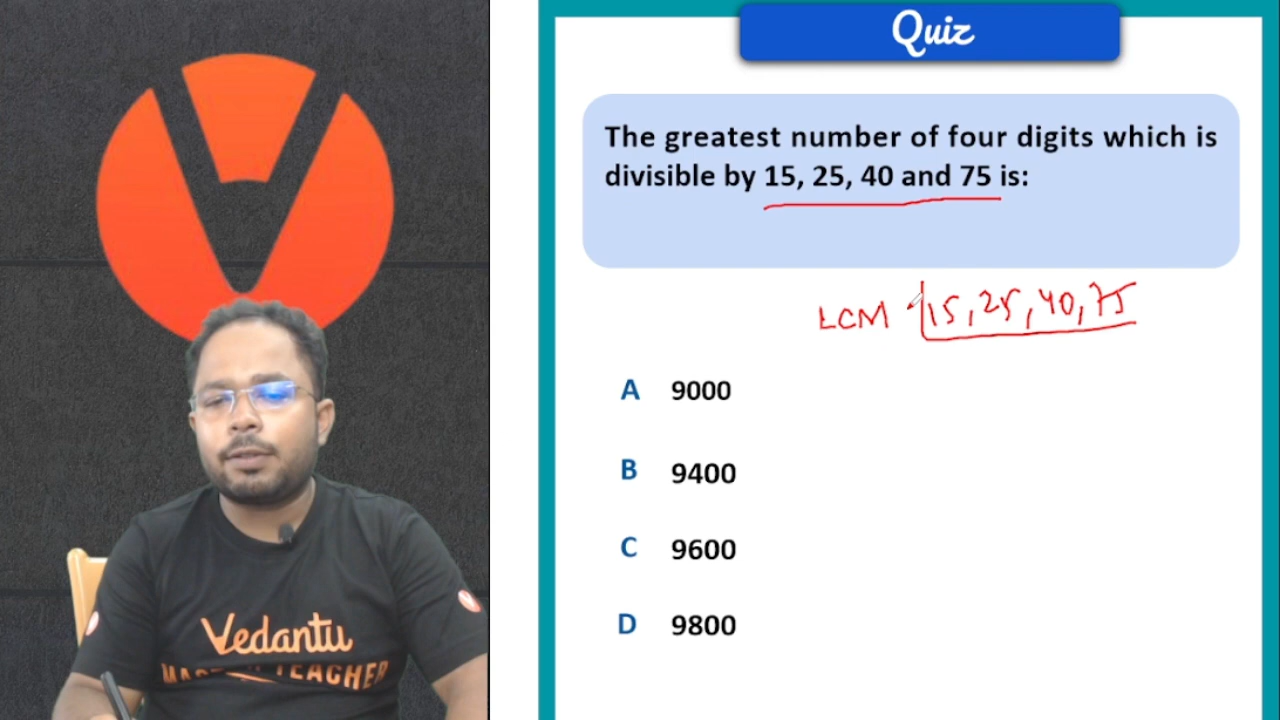 Quiz
The greatest number of four digits which is
divisible by 15, 25, 40 and 75 is:
LCM 15, 25, 40, 75
A 9000
B 9400
C 9600
D 9800
Vedantu
MASTER TEACHER